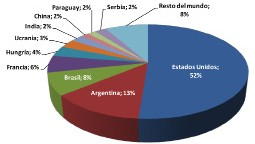 Paraguay; 2%
Serbia; 2%
Resto del mundo;
8%
China; 2%
India; 2%
Ucrania; 3%
Hungría; 4%
Francia; 6%
Brasil; 8%
Argentina; 13%
Estados Unidos;
52%